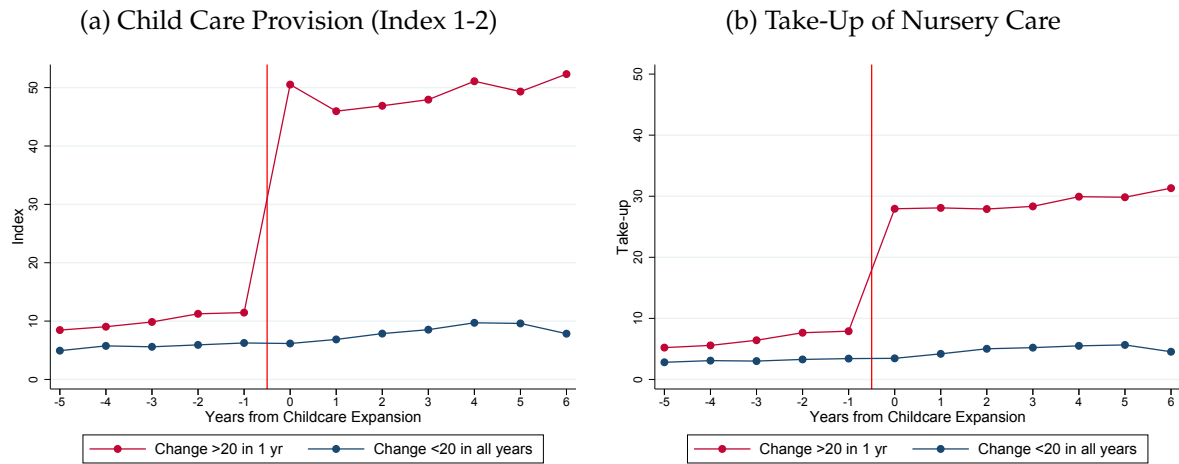 (a) Child Care Provision (Index 1-2)
50
40
30
20
10
0
Index
-5 -4 -3 -2 -1 0 1 2 3 4 5 6
Years from Childcare Expansion
Change >20 in 1 yr Change <20 in all years
(b) Take-Up of Nursery Care
50
40
30
20
10
0
Take-up
-5 -4 -3 -2 -1 0 1 2 3 4 5 6
Years from Childcare Expansion
Change >20 in 1 yr Change <20 in all years